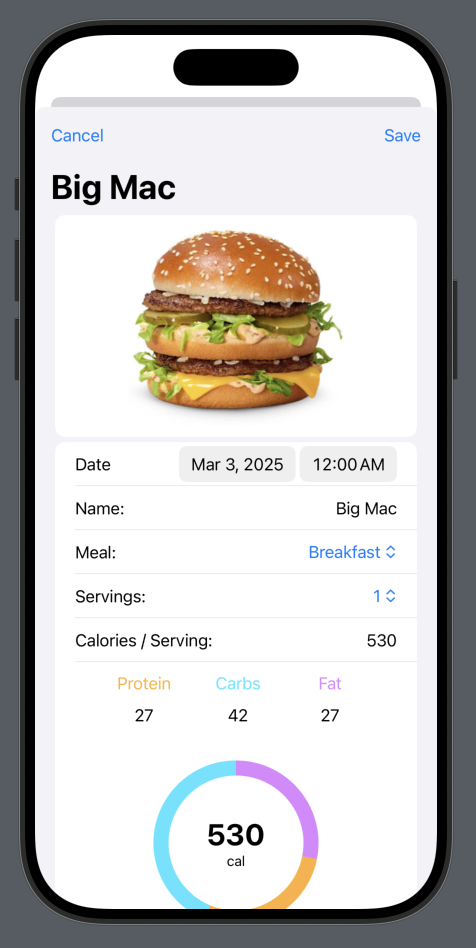 Cancel Save
Big Mac
Date Mar 3, 2025 12:00 AM
Name: Big Mac
Meal: Breakfast
Servings: 1
Calories / Serving: 530
Protein Carbs Fat
27 42 27
530
cal